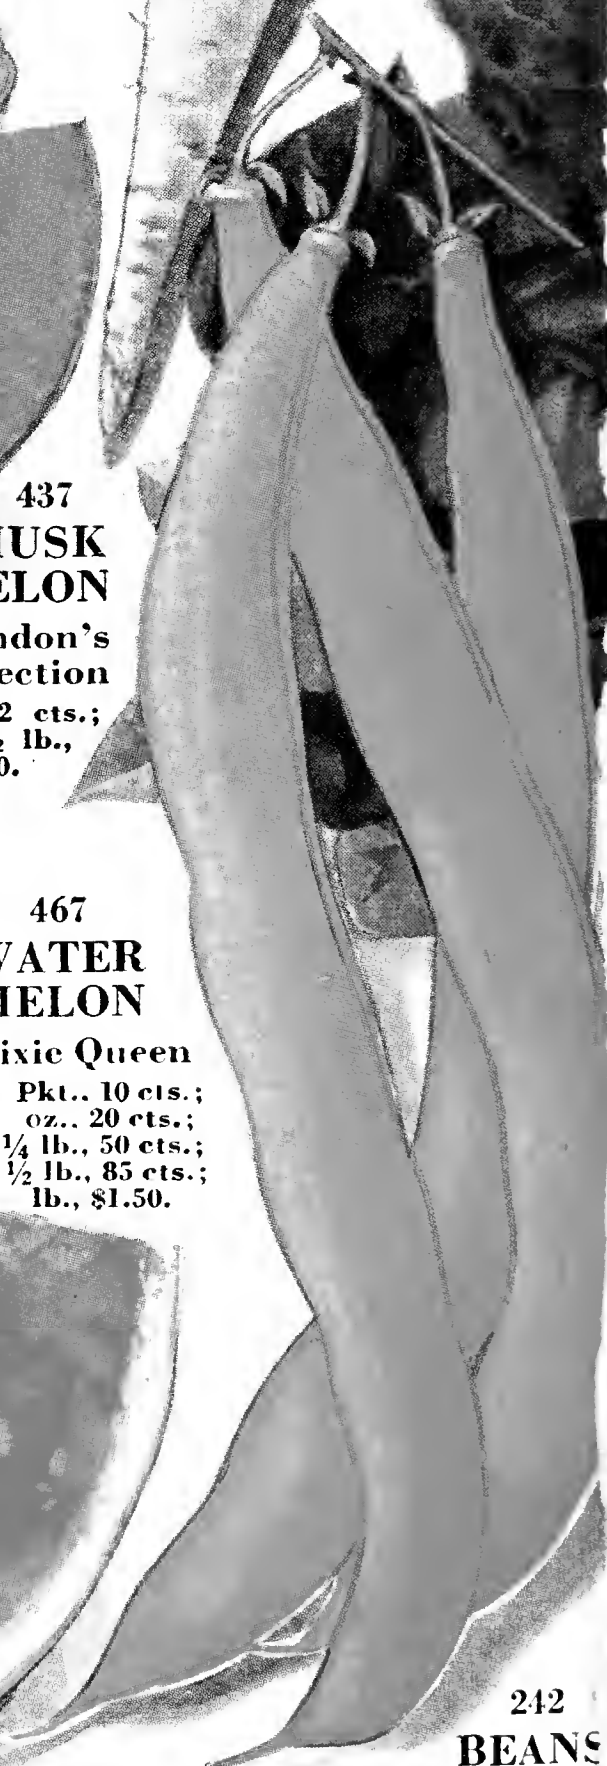 437
IUSK
ELON
ndon's
ection
2 cts.;
lb.,
0.
467
VATER
IELON
ixie Queen
Pkt.. 10 cts.;
oz.. 20 cts.;
¼ lb., 50 cts.;
½ lb., 85 cts.;
lb., $1.50.
242
BEANS